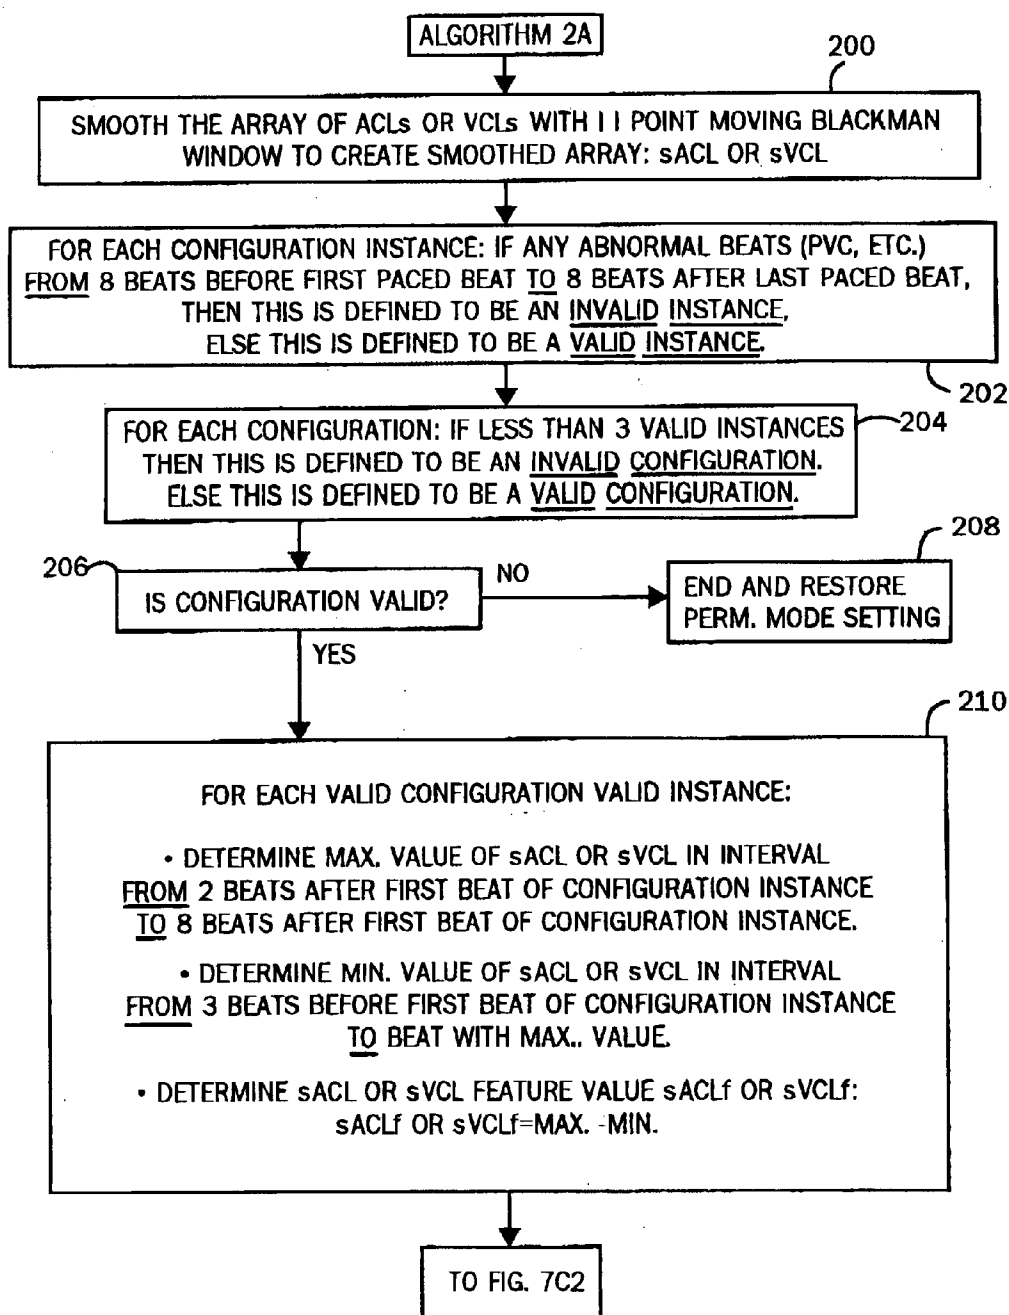 ALGORITHM 2A
200
SMOOTH THE ARRAY OF ACLs OR VCLs WITH 11 POINT MOVING BLACKMAN
WINDOW TO CREATE SMOOTHED ARRAY: sACL OR sVCL
FOR EACH CONFIGURATION INSTANCE: IF ANY ABNORMAL BEATS (PVC, ETC.)
FROM 8 BEATS BEFORE FIRST PACED BEAT TO 8 BEATS AFTER LAST PACED BEAT,
THEN THIS IS DEFINED TO BE AN INVALID INSTANCE,
ELSE THIS IS DEFINED TO BE A VALID INSTANCE.
202
FOR EACH CONFIGURATION: IF LESS THAN 3 VALID INSTANCES
THEN THIS IS DEFINED TO BE AN INVALID CONFIGURATION.
ELSE THIS IS DEFINED TO BE A VALID CONFIGURATION.
204
206
IS CONFIGURATION VALID?
NO
208
END AND RESTORE
PERM. MODE SETTING
YES
210
FOR EACH VALID CONFIGURATION VALID INSTANCE:
• DETERMINE MAX. VALUE OF sACL OR sVCL IN INTERVAL
FROM 2 BEATS AFTER FIRST BEAT OF CONFIGURATION INSTANCE
TO 8 BEATS AFTER FIRST BEAT OF CONFIGURATION INSTANCE.
• DETERMINE MIN. VALUE OF sACL OR sVCL IN INTERVAL
FROM 3 BEATS BEFORE FIRST BEAT OF CONFIGURATION INSTANCE
TO BEAT WITH MAX.. VALUE.
• DETERMINE sACL OR sVCL FEATURE VALUE sACLf OR sVCLf:
sACLf OR sVCLf=MAX. -MIN.
TO FIG. 7C2